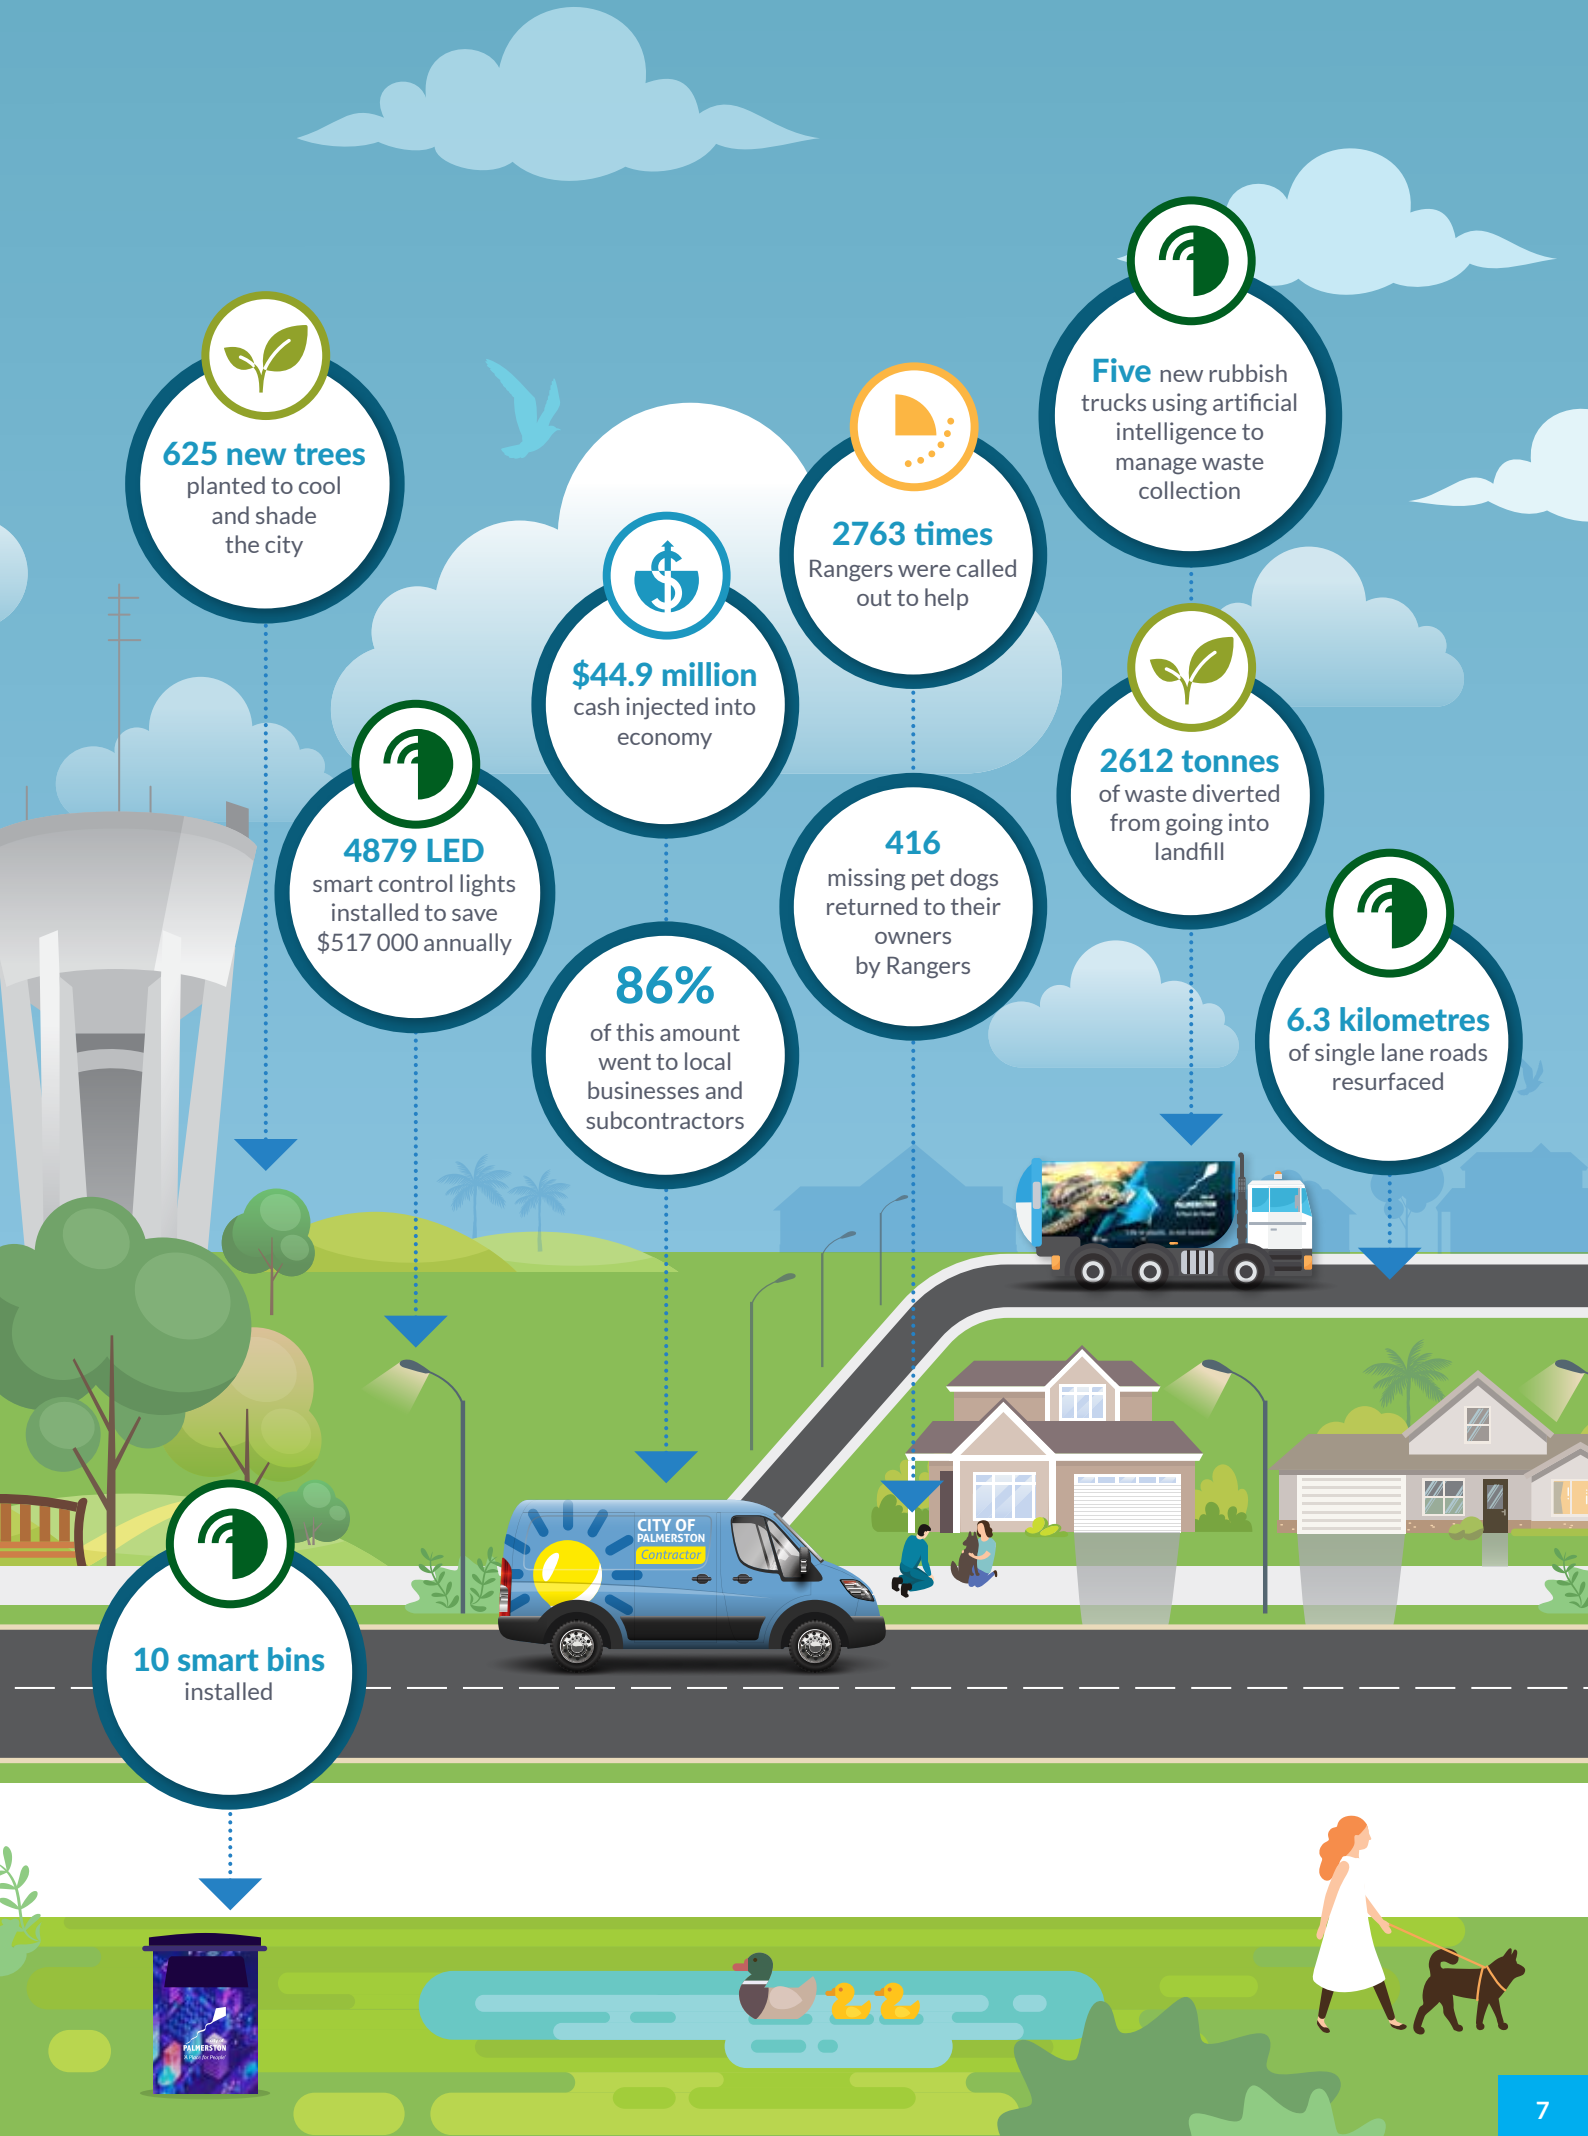 Five new rubbish
trucks using artificial
intelligence to
manage waste
collection
625 new trees
planted to cool
and shade
the city
2763 times
Rangers were called
out to help
$44.9 million
cash injected into
economy
2612 tonnes
of waste diverted
from going into
landfill
4879 LED
smart control lights
installed to save
$517 000 annually
416
missing pet dogs
returned to their
owners
by Rangers
86%
of this amount
went to local
businesses and
subcontractors
6.3 kilometres
of single lane roads
resurfaced
PALMERSTON
CITY OF
PALMERSTON
Contractor
10 smart bins
installed
PALMERSTON
'A Place for People'
7